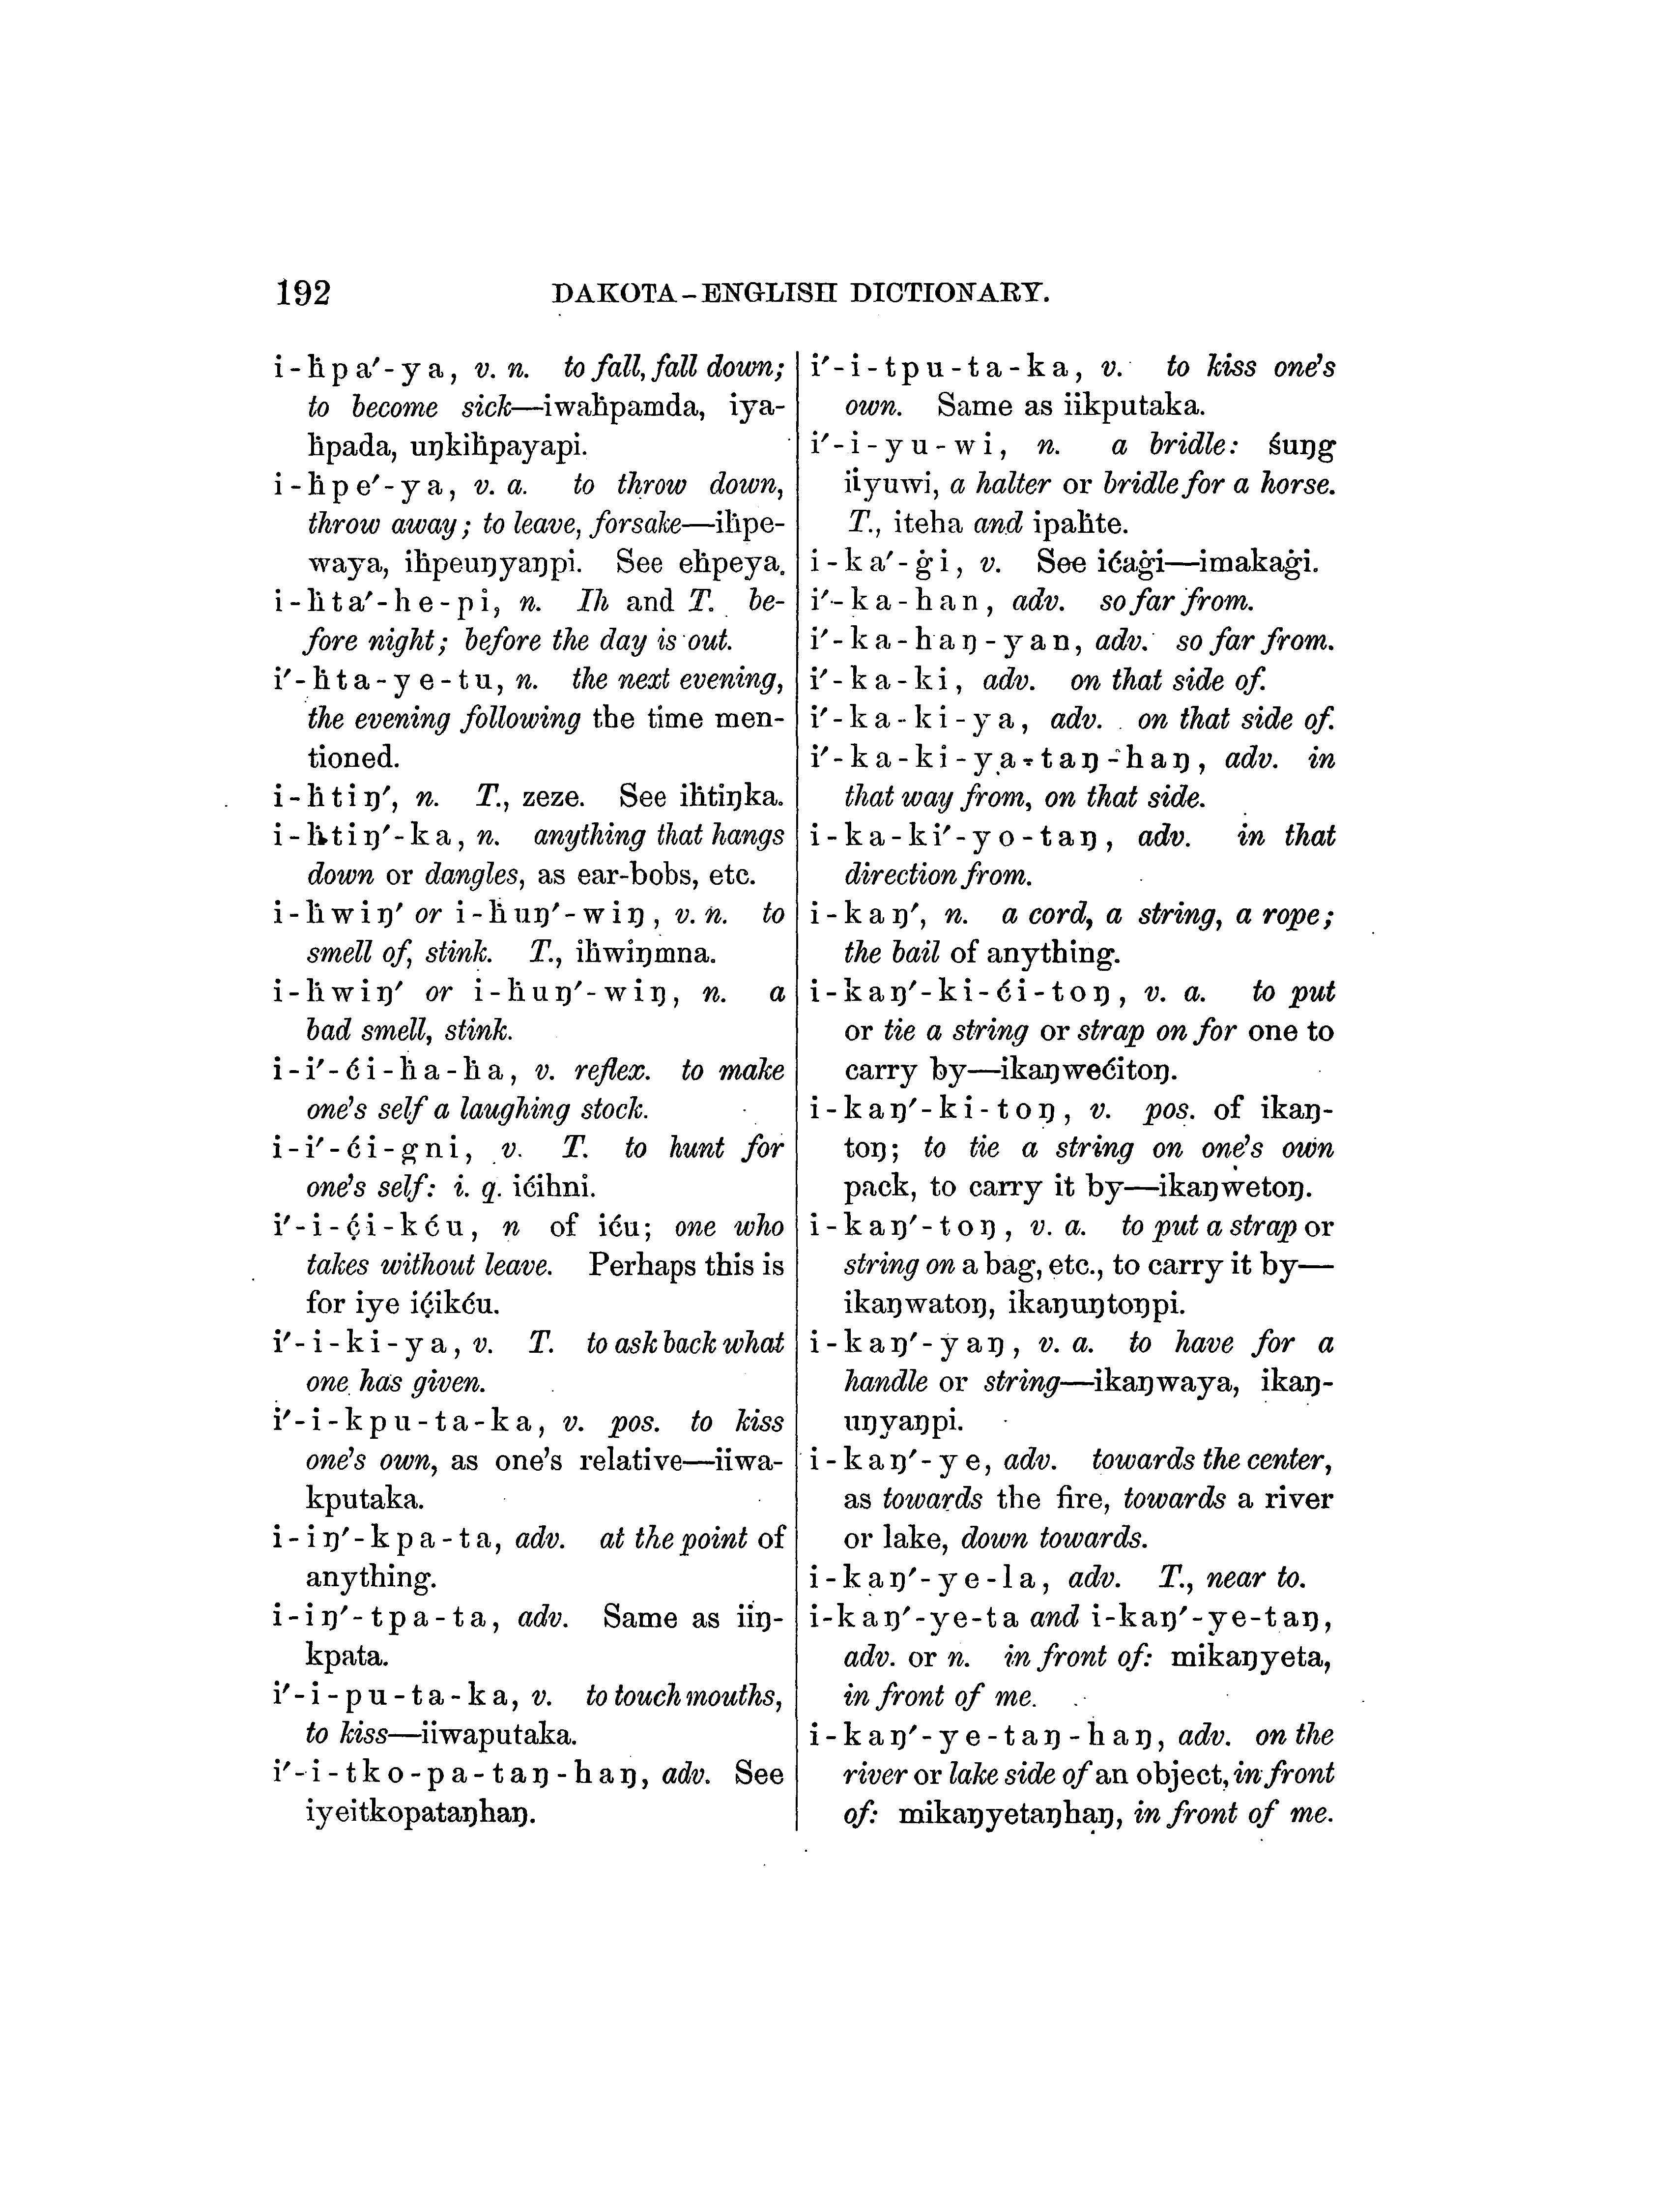 192 DAKOTA-ENGLISH DICTIONARY.
i-ḣpa′-ya, v. n. to fall, fall down;
to become sick—iwaḣpamda, iya-
ḣpada, uŋkiḣpayapi.
i-ḣpe′-ya, v. a. to throw down,
throw away; to leave, forsake—iḣpe-
waya, iḣpeuŋyaŋpi. See eḣpeya.
i-ḣta′-he-pi, n. Ih and T. be-
fore night; before the day is out.
i′-ḣta-ye-tu, n. the next evening,
the evening following the time men-
tioned.
i-ḣtiŋ′, n. T., zeze. See iḣtiŋka.
i-ḣtiŋ′-ka, n. anything that hangs
down or dangles, as ear-bobs, etc.
i-ḣwiŋ′ or i-ḣuŋ′-wiŋ, v. n. to
smell of, stink. T., iḣwiŋmna.
i-ḣwiŋ′ or i-ḣuŋ′-wiŋ, n. a
bad smell, stink.
i-i′-ći-ḣa-ḣa, v. reflex. to make
one's self a laughing stock.
i-i′-ći-gni, v. T. to hunt for
one's self: i. q. ićihni.
i′-i-c̣i-kću, n of iću; one who
takes without leave. Perhaps this is
for iye ic̣ikću.
i′-i-ki-ya, v. T. to ask back what
one has given.
i′-i-kpu-ta-ka, v. pos. to kiss
one's own, as one's relative—iiwa-
kputaka.
i-iŋ′-kpa-ta, adv. at the point of
anything.
i-iŋ′-tpa-ta, adv. Same as iiŋ-
kpata.
i′-i-pu-ta-ka, v. to touch mouths,
to kiss—iiwaputaka.
i′-i-tko-pa-taŋ-haŋ, adv. See
iyeitkopataŋhaŋ.
i′-i-tpu-ta-ka, v. to kiss one's
own. Same as iikputaka.
i′-i-yu-wi, n. a bridle: śuŋg
iiyuwi, a halter or bridle for a horse.
T., iteha and ipaḣte.
i-ka′-ġi, v. See ićaġi—imakaġi.
i′-ka-han, adv. so far from.
i′-ka-haŋ-yan, adv. so far from.
i′-ka-ki, adv. on that side of.
i′-ka-ki-ya, adv. on that side of.
i′-ka-ki-ya-taŋ-haŋ, adv. in
that way from, on that side.
i-ka-ki′-yo-taŋ, adv. in that
direction from.
i-kaŋ′, n. a cord, a string, a rope;
the bail of anything.
i-kaŋ′-ki-ći-toŋ, v. a. to put
or tie a string or strap on for one to
carry by—ikaŋwećitoŋ.
i-kaŋ′-ki-toŋ, v. pos. of ikaŋ-
toŋ; to tie a string on one's own
pack, to carry it by—ikaŋwetoŋ.
i-kaŋ′-toŋ, v. a. to put a strap or
string on a bag, etc., to carry it by—
ikaŋwatoŋ, ikaŋuŋtoŋpi.
i-kaŋ′-yaŋ, v. a. to have for a
handle or string—ikaŋwaya, ikaŋ-
uŋyaŋpi.
i-kaŋ′-ye, adv. towards the center,
as towards the fire, towards a river
or lake, down towards.
i-kaŋ′-ye-la, adv. T., near to.
i-kaŋ′-ye-ta and i-kaŋ′-ye-taŋ,
adv. or n. in front of: mikaŋyeta,
in front of me.
i-kaŋ′-ye-taŋ-haŋ, adv. on the
river or lake side of an object, in front
of: mikaŋyetaŋhaŋ, in front of me.